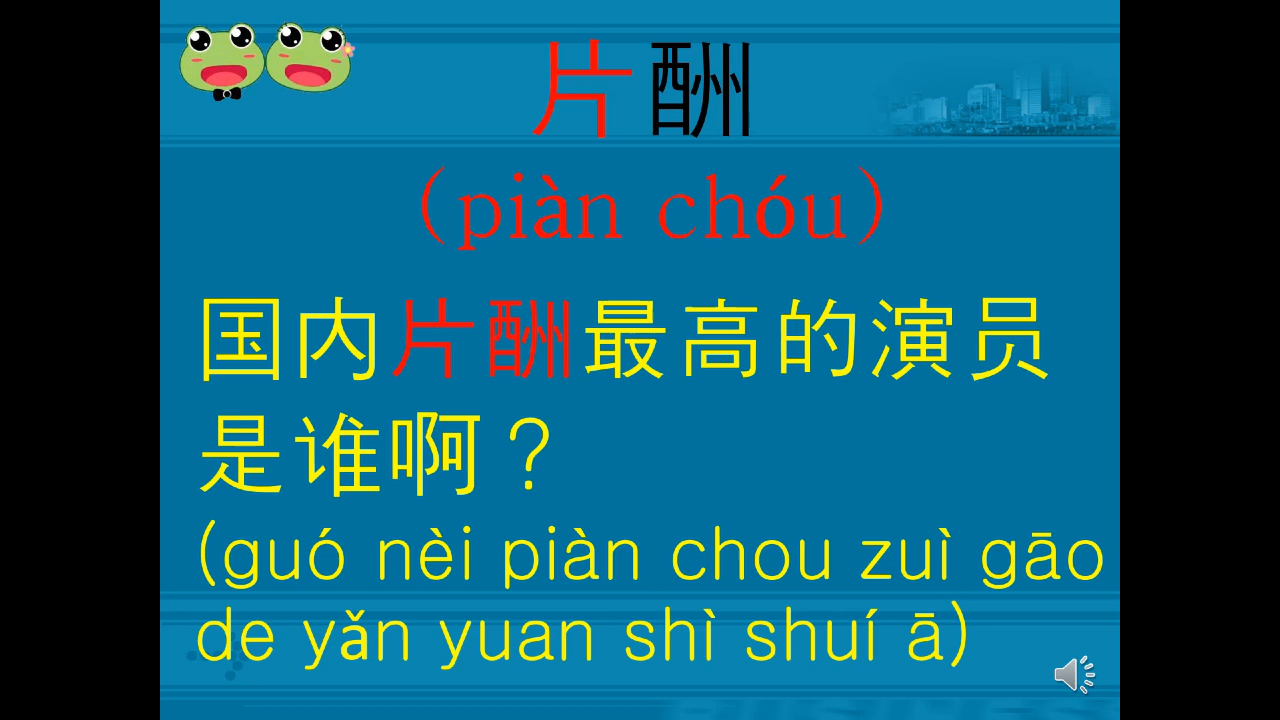 片酬
（piàn chóu）
国内片酬最高的演员
是谁啊？
(guó nèi piàn chou zuì gāo
de yǎn yuan shì shuí ā)
BUSINESS